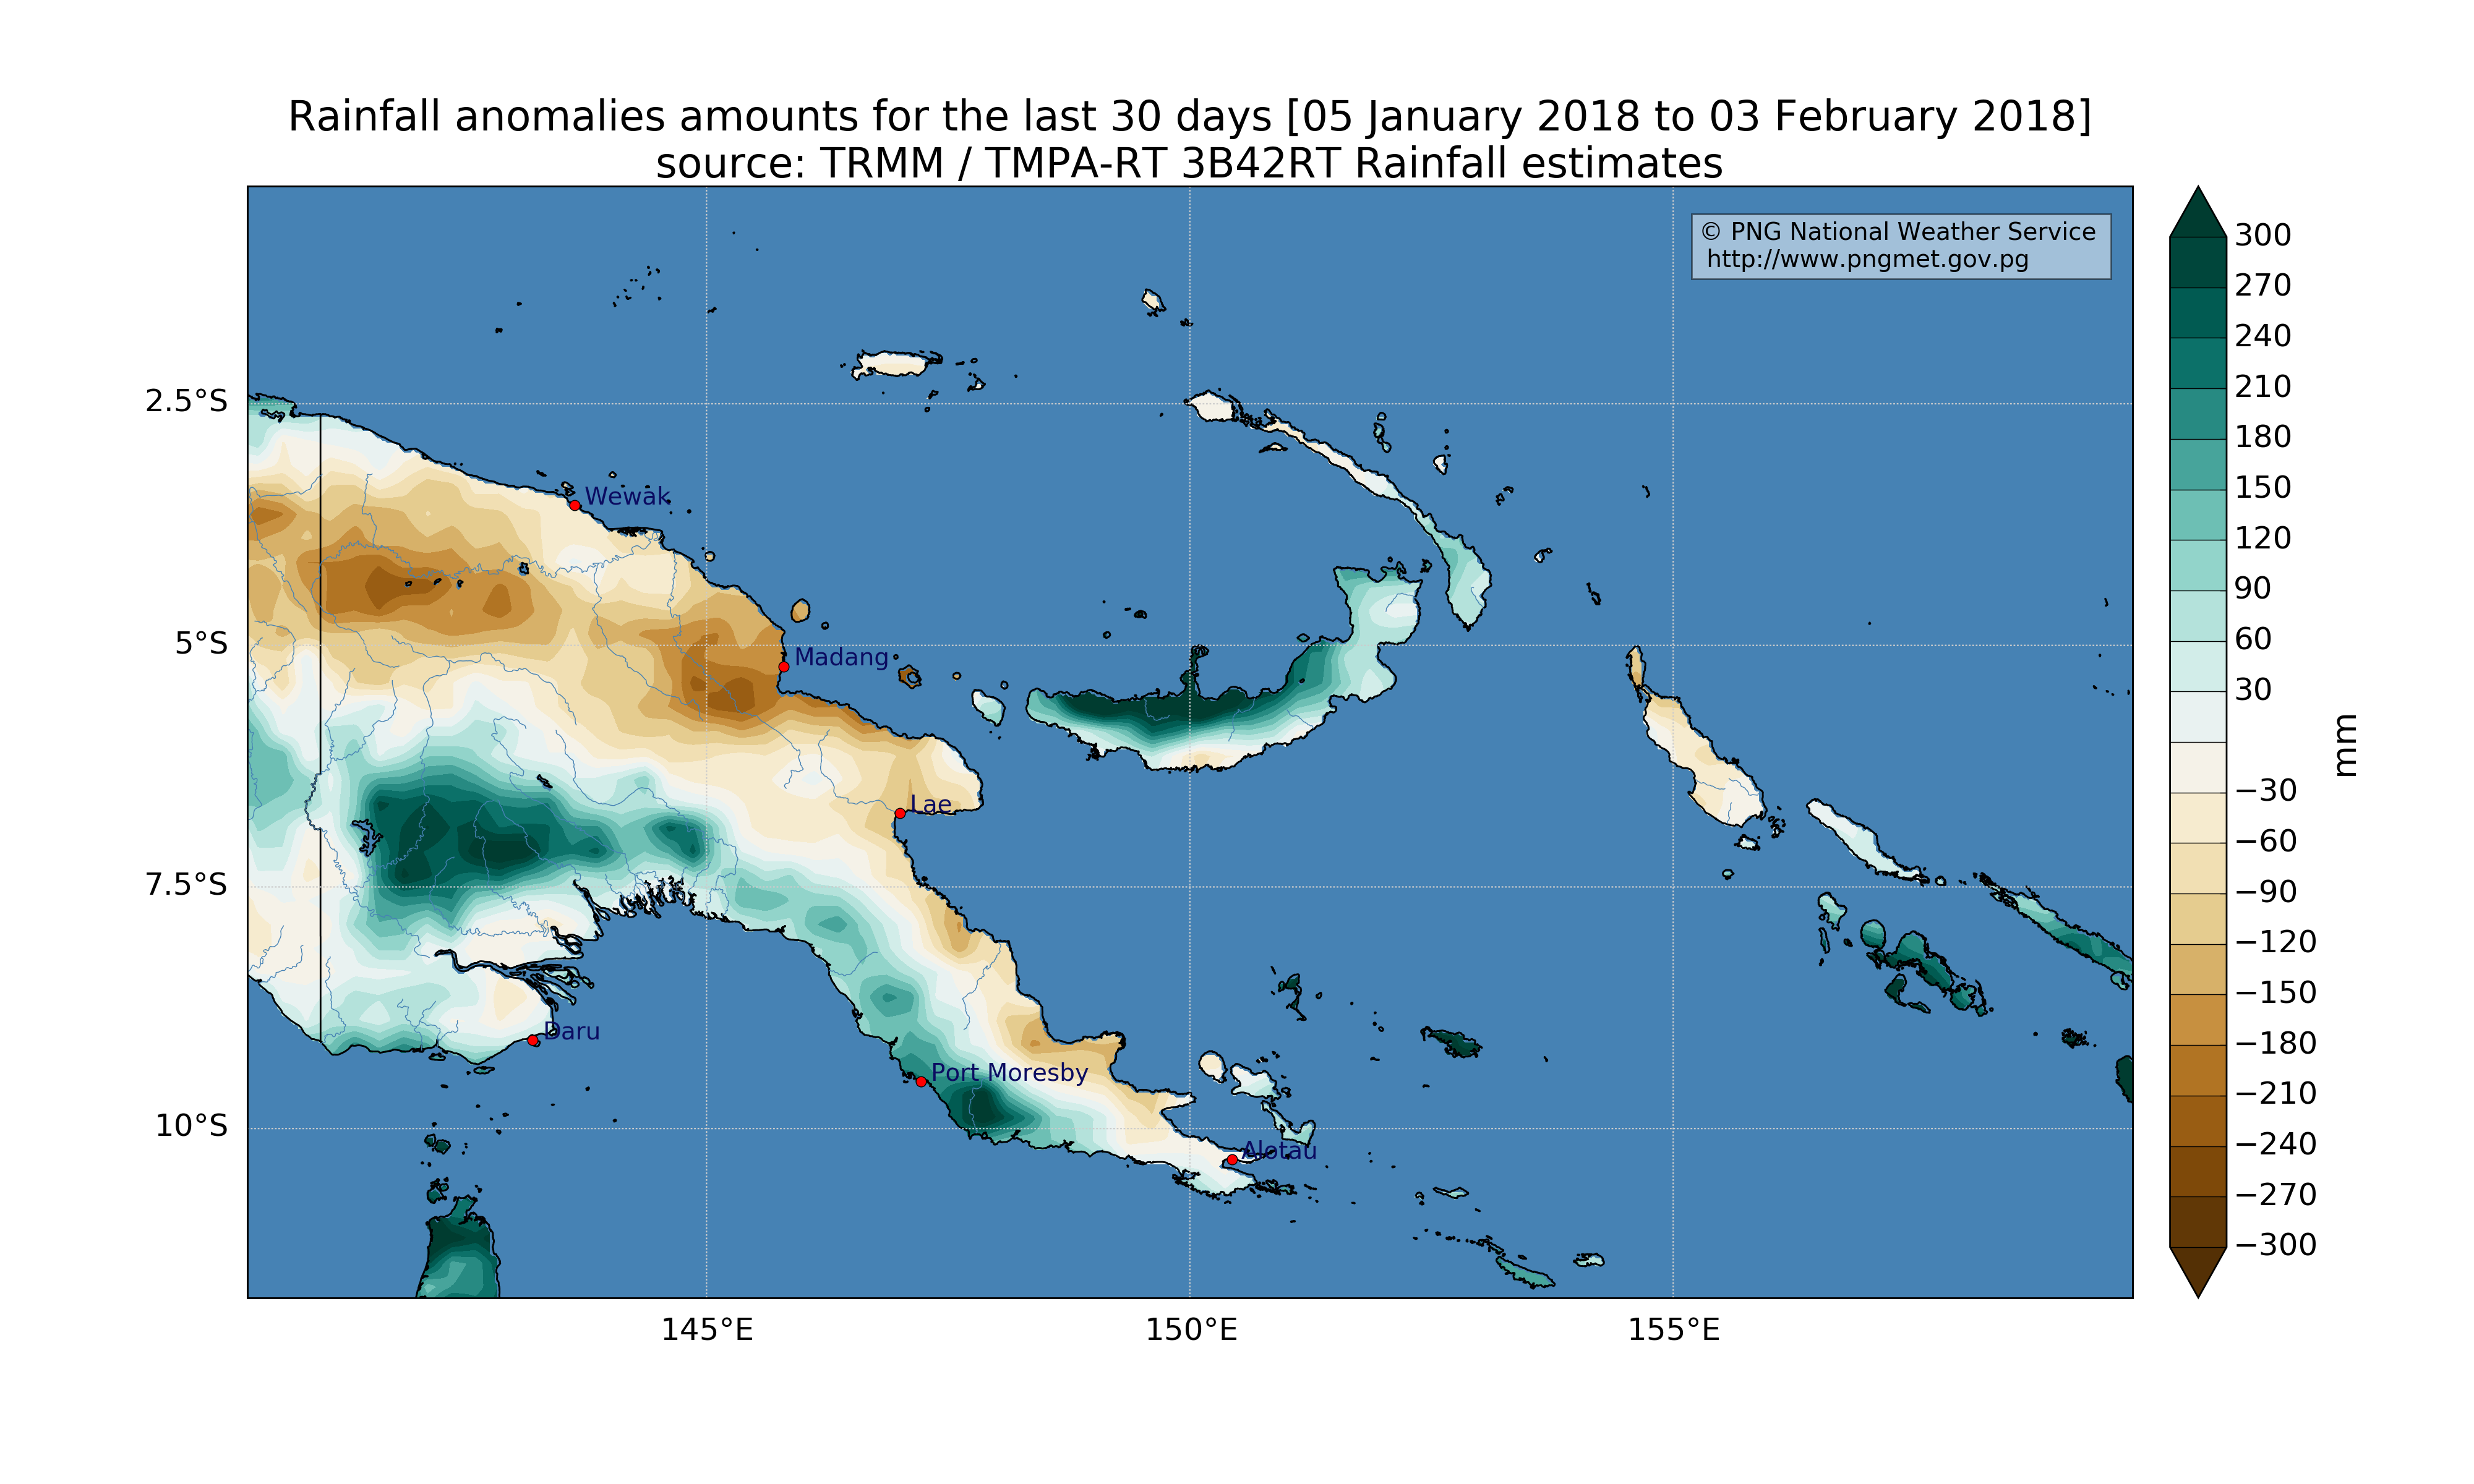 Rainfall anomalies amounts for the last 30 days [05 January 2018 to 03 February 2018]
source: TRMM / TMPA-RT 3B42RT Rainfall estimates
© PNG National Weather Service
http://www.pngmet.gov.pg
2.5°S
5°S
7.5°S
10°S
145°E
150°E
155°E
Wewak
Madang
Lae
Daru
Port Moresby
Alotau
300
270
240
210
180
150
120
90
60
30
−30
−60
−90
−120
−150
−180
−210
−240
−270
−300
mm